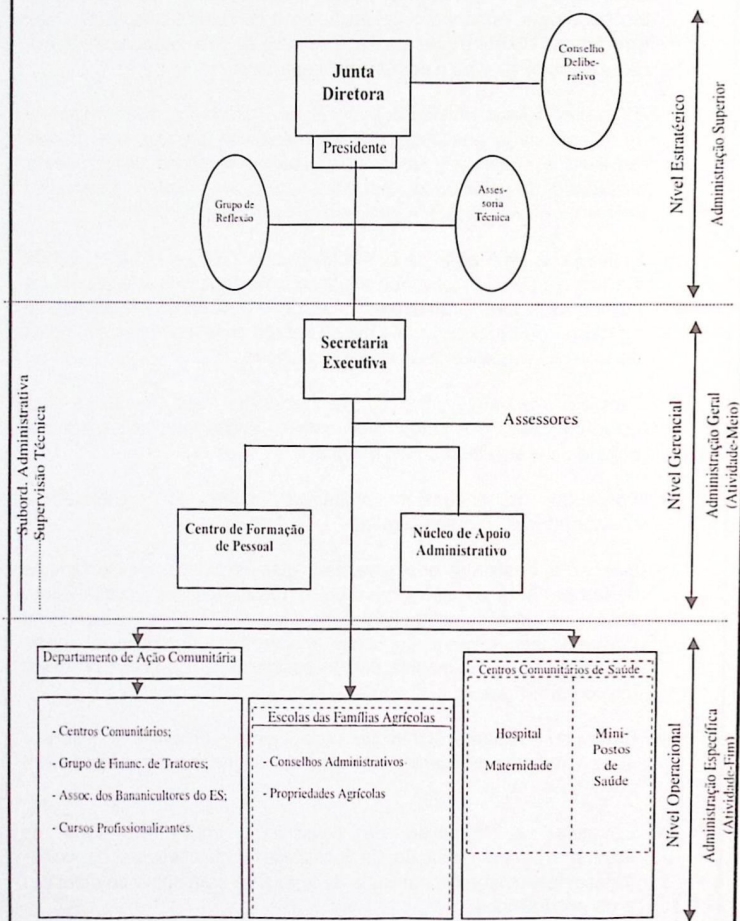 Conselho
Delibe-
rativo
Junta
Diretora
Presidente
Grupo de
Reflexão
Asses-
soria
Técnica
Nível Estratégico
Administração Superior
Secretaria
Executiva
Assessores
Subord. Administrativa
Supervisão Técnica
Centro de Formação
de Pessoal
Núcleo de Apoio
Administrativo
Nível Gerencial
Administração Geral
(Atividade-Meio)
Departamento de Ação Comunitária
- Centros Comunitários;
- Grupo de Financ. de Tratores;
- Assoc. dos Bananicultores do ES;
- Cursos Profissionalizantes.
Escolas das Famílias Agrícolas
- Conselhos Administrativos
- Propriedades Agrícolas
Centros Comunitários de Saúde
Hospital
Maternidade
Mini-
Postos
de
Saúde
Nível Operacional
Administração Específica
(Atividade-Fim)